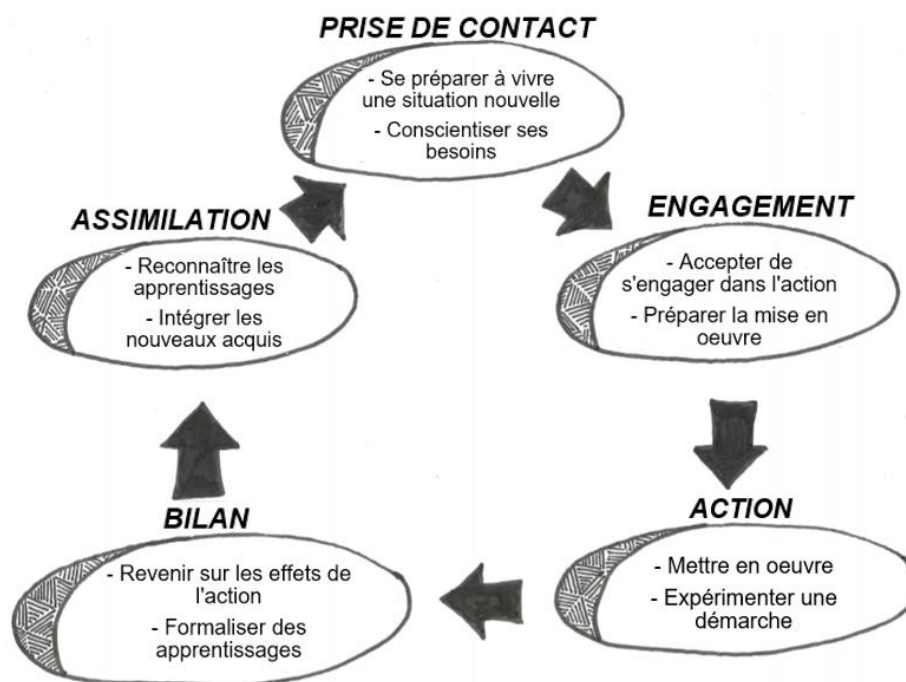 PRISE DE CONTACT
- Se préparer à vivre
une situation nouvelle
- Conscientiser ses
besoins
ENGAGEMENT
- Accepter de
s'engager dans l'action
- Préparer la mise en
oeuvre
ACTION
- Mettre en oeuvre
- Expérimenter une
démarche
BILAN
- Revenir sur les effets de
l'action
- Formaliser des
apprentissages
ASSIMILATION
- Reconnaître les
apprentissages
- Intégrer les
nouveaux acquis